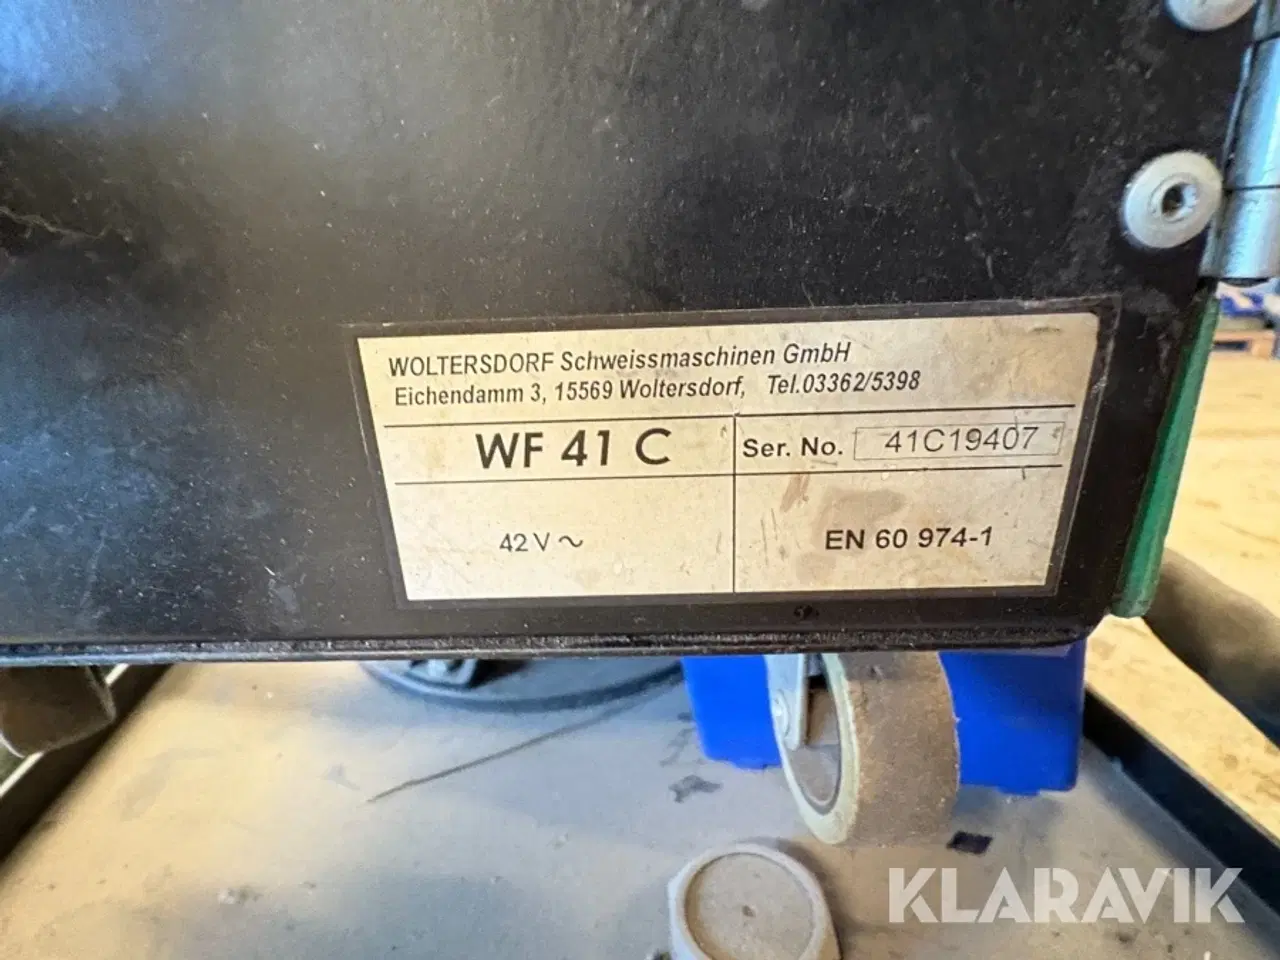 WOLTERSDORF Schweissmaschinen GmbH
Eichendamm 3, 15569 Woltersdorf, Tel.03362/5398
WF 41 C
Ser. No. 41C19407
42V~
EN 60 974-1
KLARAVIK